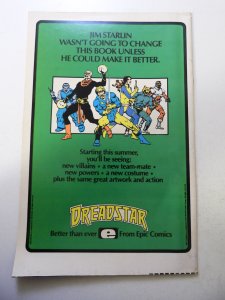 JIM STARLIN
WASN'T GOING TO CHANGE
THIS BOOK UNLESS
HE COULD MAKE IT BETTER.
Starting this summer,
you'll be seeing:
new villains • a new team-mate •
new powers • a new costume •
plus the same great artwork and action
DREADSTAR
Better than ever e From Epic Comics